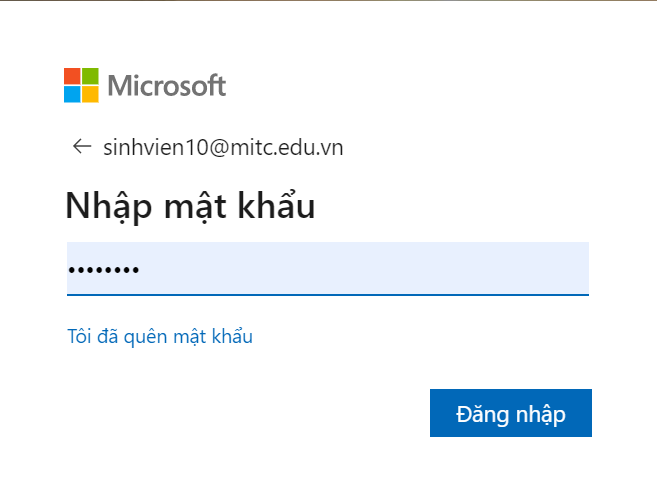 Microsoft
← sinhvien10@mitc.edu.vn
Nhập mật khẩu
••••••••
Tôi đã quên mật khẩu
Đăng nhập